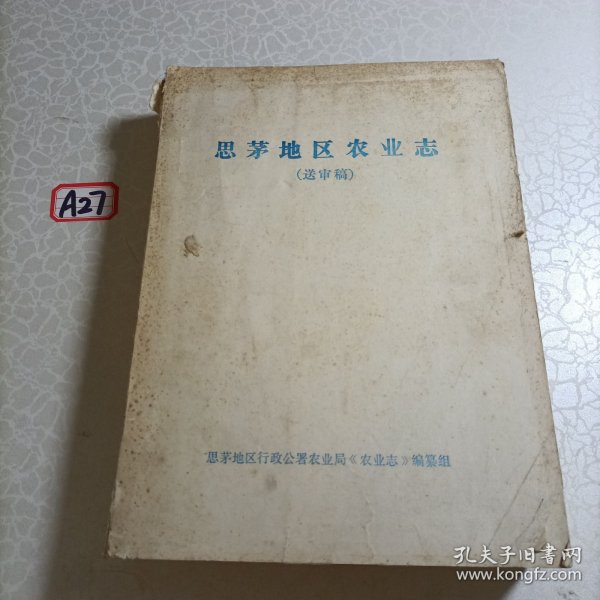 思茅地区农业志
(送审稿)
A27
思茅地区行政公署农业局《农业志》编纂组
孔夫子旧书网
www.kongfz.com